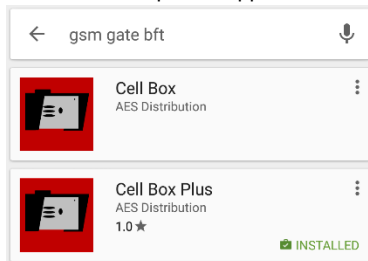 gsm gate bft
Cell Box
AES Distribution
Cell Box Plus
AES Distribution
1.0★
INSTALLED